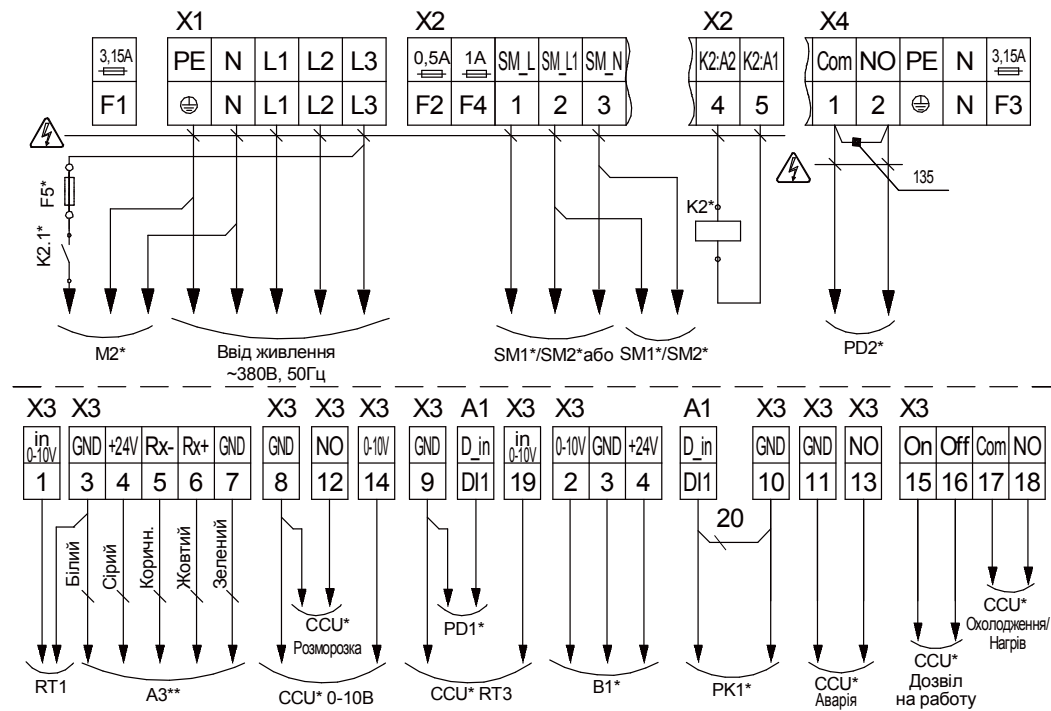 X1
X2
X2
X4
3,15A
PE N L1 L2 L3
0,5A 1A SM_L SM_L1 SM_N
K2:A2 K2:A1
Com NO PE N 3,15A
F1
N L1 L2 L3
F2 F4 1 2 3
4 5
1 2 N F3
135
F5*
K2.1*
K2*
M2*
Ввід живлення
~380В, 50Гц
SM1*/SM2*або SM1*/SM2*
PD2*
X3 X3 X3 X3 X3 X3 A1 X3 X3 A1 X3 X3 X3 X3
in
0-10V
GND +24V Rx- Rx+ GND
GND
NO
0-10V
GND
D_in
in
0-10V
0-10V GND +24V
D_in
GND
GND
NO
On Off Com NO
1 3 4 5 6 7 8 12 14 9 DI1 19 2 3 4 DI1 10 11 13 15 16 17 18
20
Білий
Сірий
Коричн.
Жовтий
Зелений
CCU*
Розморозка
PD1*
CCU*
Охолодження/
Нагрів
RT1
A3**
CCU* 0-10В
CCU* RT3
B1*
PK1*
CCU*
Аварія
CCU*
Дозвіл
на работу